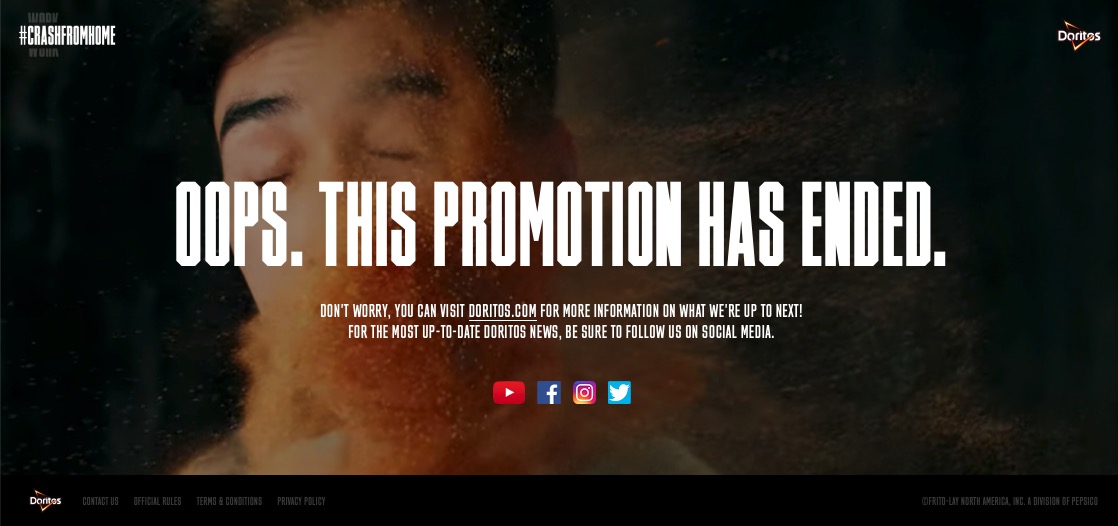 WORK
#CRASHFROMHOME
WORK
Doritos
OOPS. THIS PROMOTION HAS ENDED.
DON'T WORRY, YOU CAN VISIT DORITOS.COM FOR MORE INFORMATION ON WHAT WE'RE UP TO NEXT!
FOR THE MOST UP-TO-DATE DORITOS NEWS, BE SURE TO FOLLOW US ON SOCIAL MEDIA.
Doritos CONTACT US OFFICIAL RULES TERMS & CONDITIONS PRIVACY POLICY ©FRITO-LAY NORTH AMERICA, INC. A DIVISION OF PEPSICO